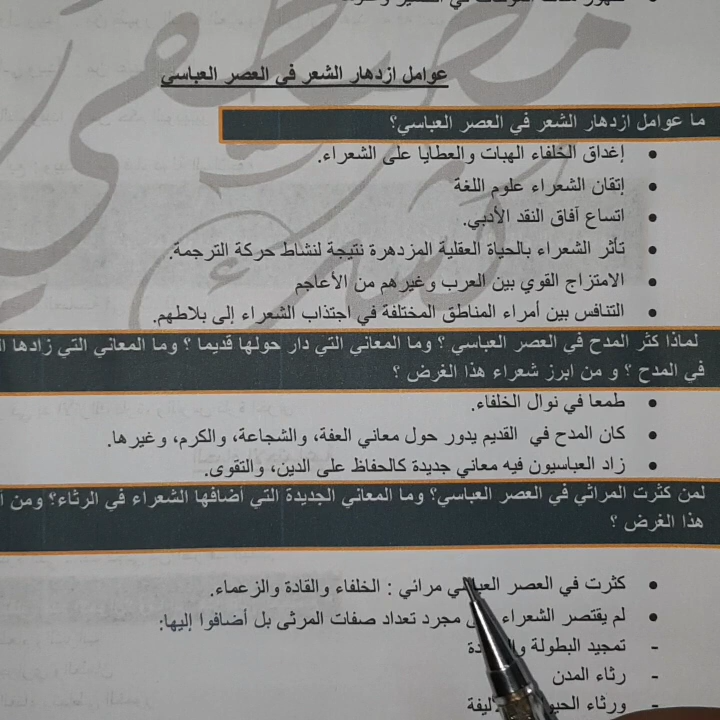 عوامل ازدهار الشعر في العصر العباسي
ما عوامل ازدهار الشعر في العصر العباسي؟
• إغداق الخلفاء الهبات والعطايا على الشعراء.
• إتقان الشعراء علوم اللغة
• اتساع آفاق النقد الأدبي.
• تأثر الشعراء بالحياة العقلية المزدهرة نتيجة لنشاط حركة الترجمة.
• الامتزاج القوي بين العرب وغيرهم من الأعاجم
• التنافس بين أمراء المناطق المختلفة في اجتذاب الشعراء إلى بلاطهم.
لماذا كثر المدح في العصر العباسي ؟ وما المعاني التي دار حولها قديما ؟ وما المعاني التي زادها
في المدح ؟ و من ابرز شعراء هذا الغرض ؟
• طمعا في نوال الخلفاء.
• كان المدح في القديم يدور حول معاني العفة، والشجاعة، والكرم، وغيرها.
• زاد العباسيون فيه معاني جديدة كالحفاظ على الدين، والتقوى.
لمن كثرت المراثي في العصر العباسي؟ وما المعاني الجديدة التي أضافها الشعراء في الرثاء؟ ومن
هذا الغرض ؟
• كثرت في العصر مراثي : الخلفاء والقادة والزعماء.
• لم يقتصر الشعراء مجرد تعداد صفات المرثى بل أضافوا إليها:
- تمجيد البطولة
- رثاء المدن
- ورثاء